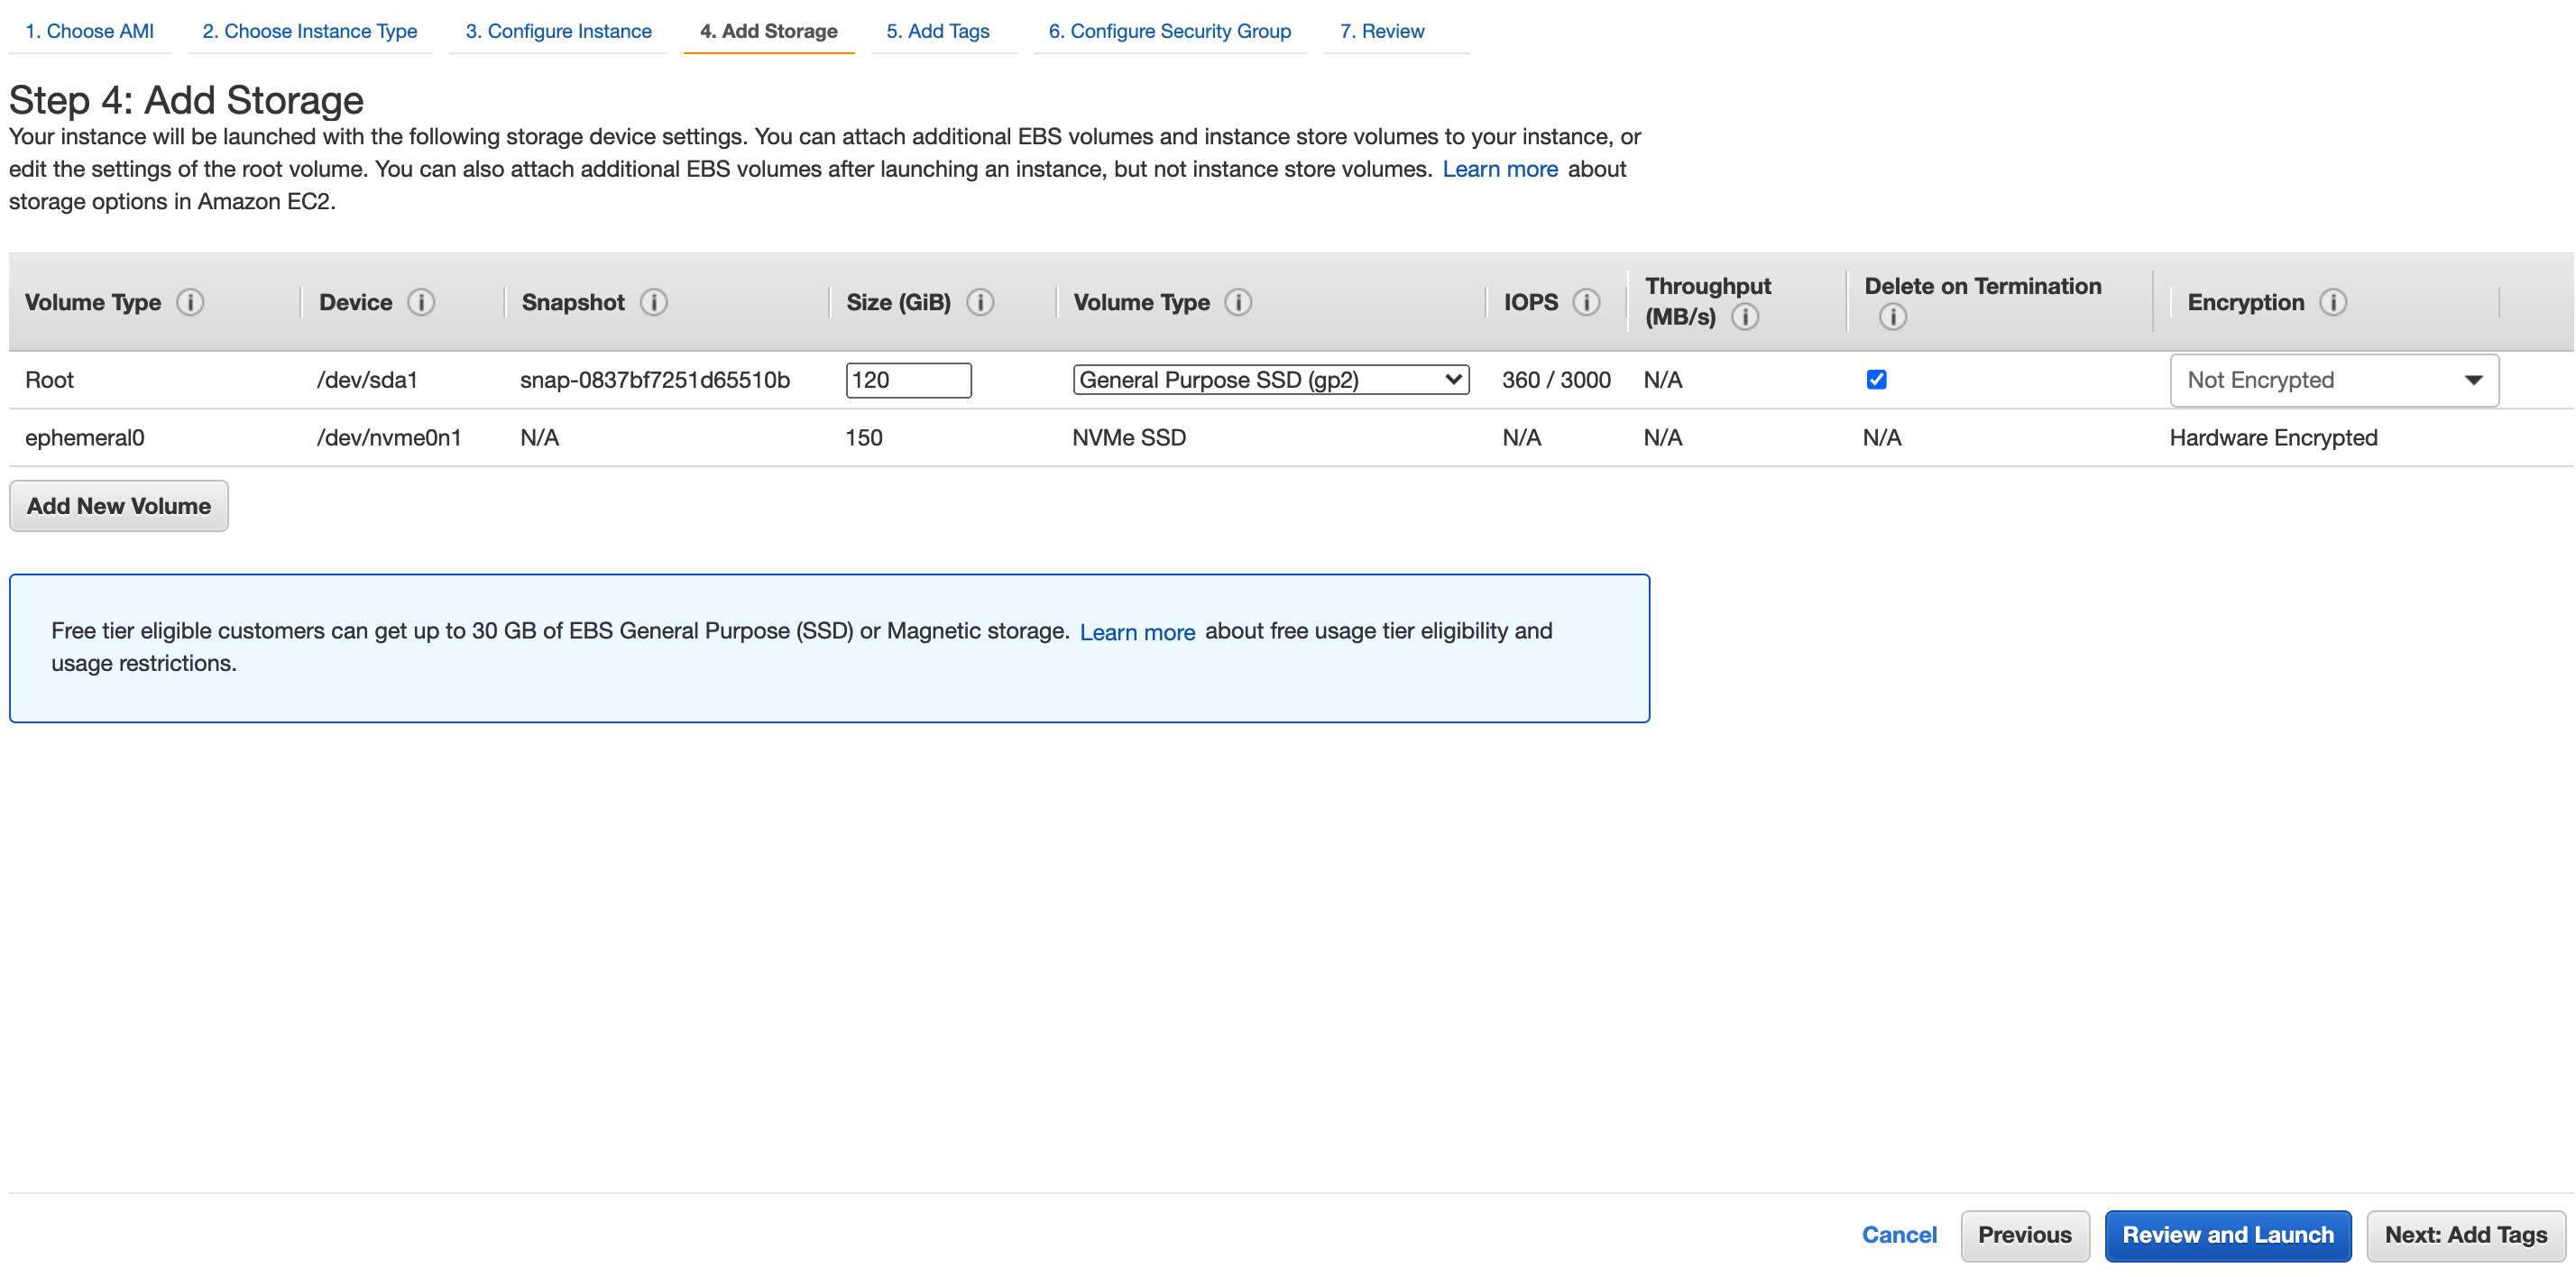 1. Choose AMI 2. Choose Instance Type 3. Configure Instance 4. Add Storage 5. Add Tags 6. Configure Security Group 7. Review
Step 4: Add Storage
Your instance will be launched with the following storage device settings. You can attach additional EBS volumes and instance store volumes to your instance, or
edit the settings of the root volume. You can also attach additional EBS volumes after launching an instance, but not instance store volumes. Learn more about
storage options in Amazon EC2.
Volume Type i Device i Snapshot i Size (GiB) i Volume Type i IOPS i Throughput (MB/s) i Delete on Termination i Encryption i
Root /dev/sda1 snap-0837bf7251d65510b 120 General Purpose SSD (gp2) 360 / 3000 N/A Not Encrypted
ephemeral0 /dev/nvme0n1 N/A 150 NVMe SSD N/A N/A N/A Hardware Encrypted
Add New Volume
Free tier eligible customers can get up to 30 GB of EBS General Purpose (SSD) or Magnetic storage. Learn more about free usage tier eligibility and
usage restrictions.
Cancel Previous Review and Launch Next: Add Tags